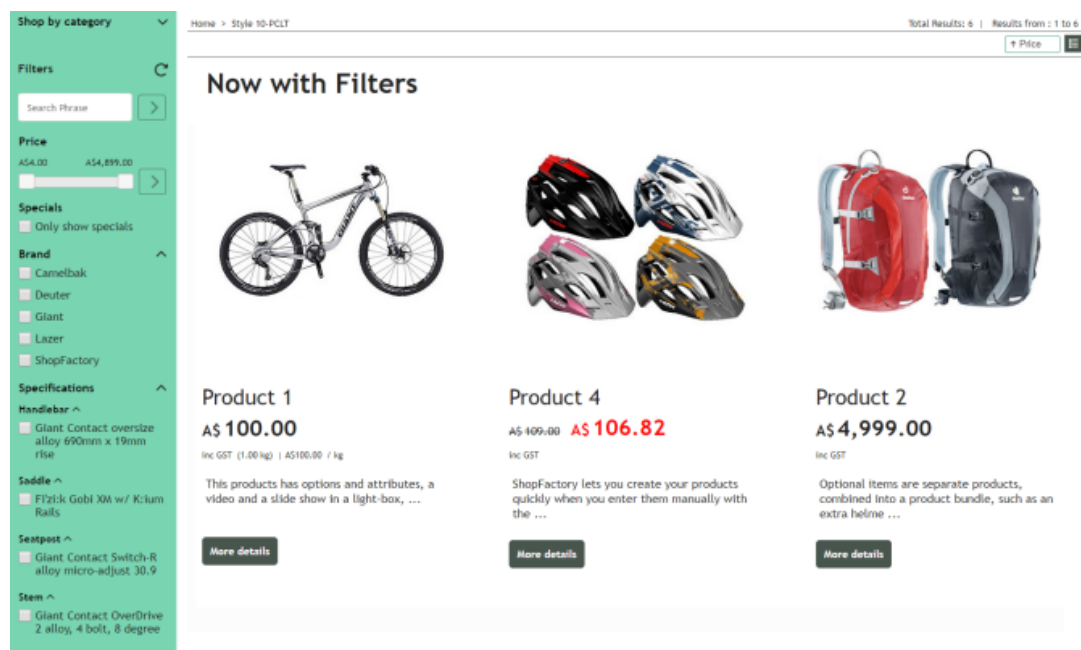 Shop by category
Filters
Search Phrase
Price
A$4.00 A$4,899.00
Specials
Only show specials
Brand
Camelbak
Deuter
Giant
Lazer
ShopFactory
Specifications
Handlebar
Giant Contact oversize
alloy 690mm x 19mm
rise
Saddle
Fi'zi:k Gobi XM w/ K:ium
Rails
Seatpost
Giant Contact Switch-R
alloy micro-adjust 30.9
Stem
Giant Contact OverDrive
2 alloy, 4 bolt, 8 degree
Home > Style 10-PCLT
Total Results: 6 | Results from : 1 to 6
↑ Price
Now with Filters
GIANT
Product 1
A$ 100.00
inc GST (1.00 kg) | A$100.00 / kg
This products has options and attributes, a
video and a slide show in a light-box, ...
More details
Product 4
A$ 109.00 A$ 106.82
inc GST
ShopFactory lets you create your products
quickly when you enter them manually with
the ...
More details
Product 2
A$ 4,999.00
inc GST
Optional items are separate products,
combined into a product bundle, such as an
extra helme ...
More details